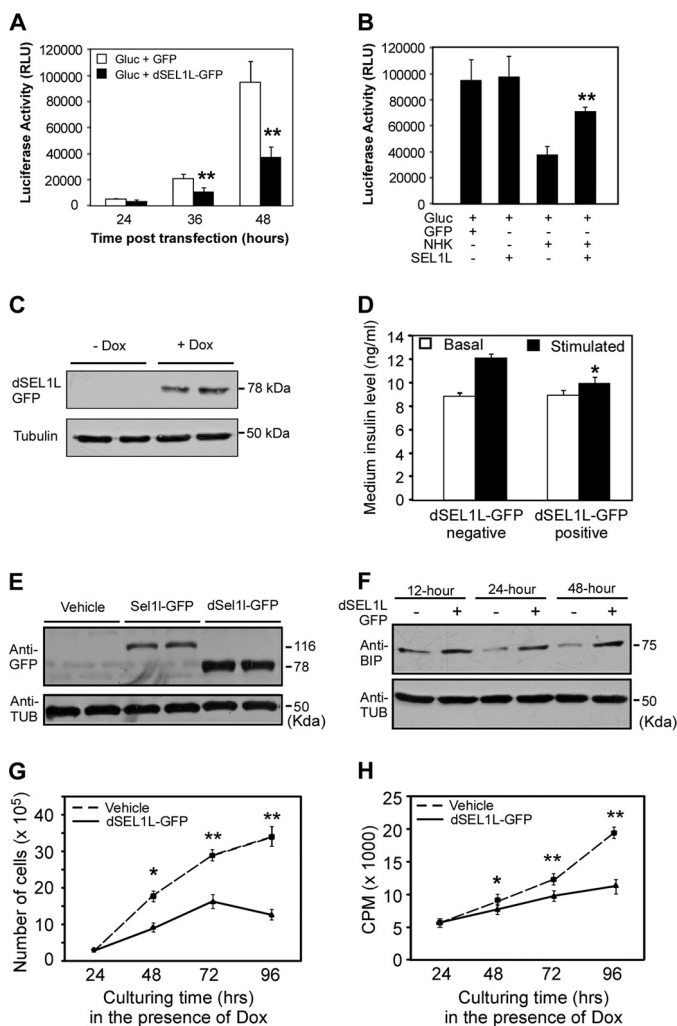 A
Luciferase Activity (RLU)
120000
100000
80000
60000
40000
20000
0
Gluc + GFP
Gluc + dSEL1L-GFP
**
**
24 36 48
Time post transfection (hours)
B
Luciferase Activity (RLU)
120000
100000
80000
60000
40000
20000
0
**
Gluc + + + +
GFP + - - -
NHK - - + +
SEL1L - + - +
C
- Dox + Dox
dSEL1L
GFP
78 kDa
Tubulin
50 kDa
D
Medium insulin level (ng/ml)
14
12
10
8
6
4
2
0
Basal Stimulated
*
dSEL1L-GFP dSEL1L-GFP
negative positive
E
Vehicle Sel1l-GFP dSel1l-GFP
Anti-
GFP
116
78
Anti-
TUB
50
(Kda)
F
12-hour 24-hour 48-hour
dSEL1L
GFP
- + - + - +
Anti-
BIP
75
Anti-
TUB
50
(Kda)
G
Number of cells (x 10⁵)
40
30
20
10
0
Vehicle
dSEL1L-GFP
* ** **
24 48 72 96
Culturing time (hrs)
in the presence of Dox
H
CPM (x 1000)
25
20
15
10
5
0
Vehicle
dSEL1L-GFP
* ** **
24 48 72 96
Culturing time (hrs)
in the presence of Dox